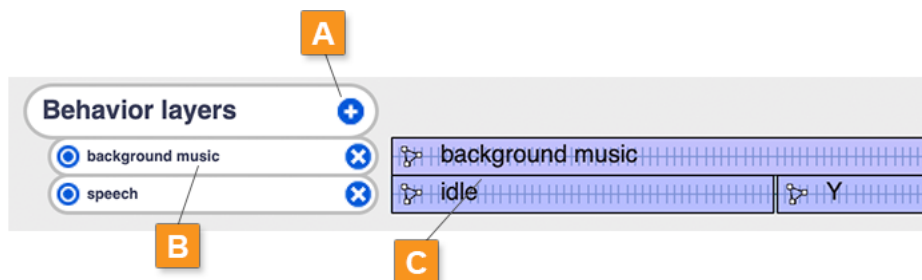 A
Behavior layers
background music
background music
speech
idle
Y
B
C